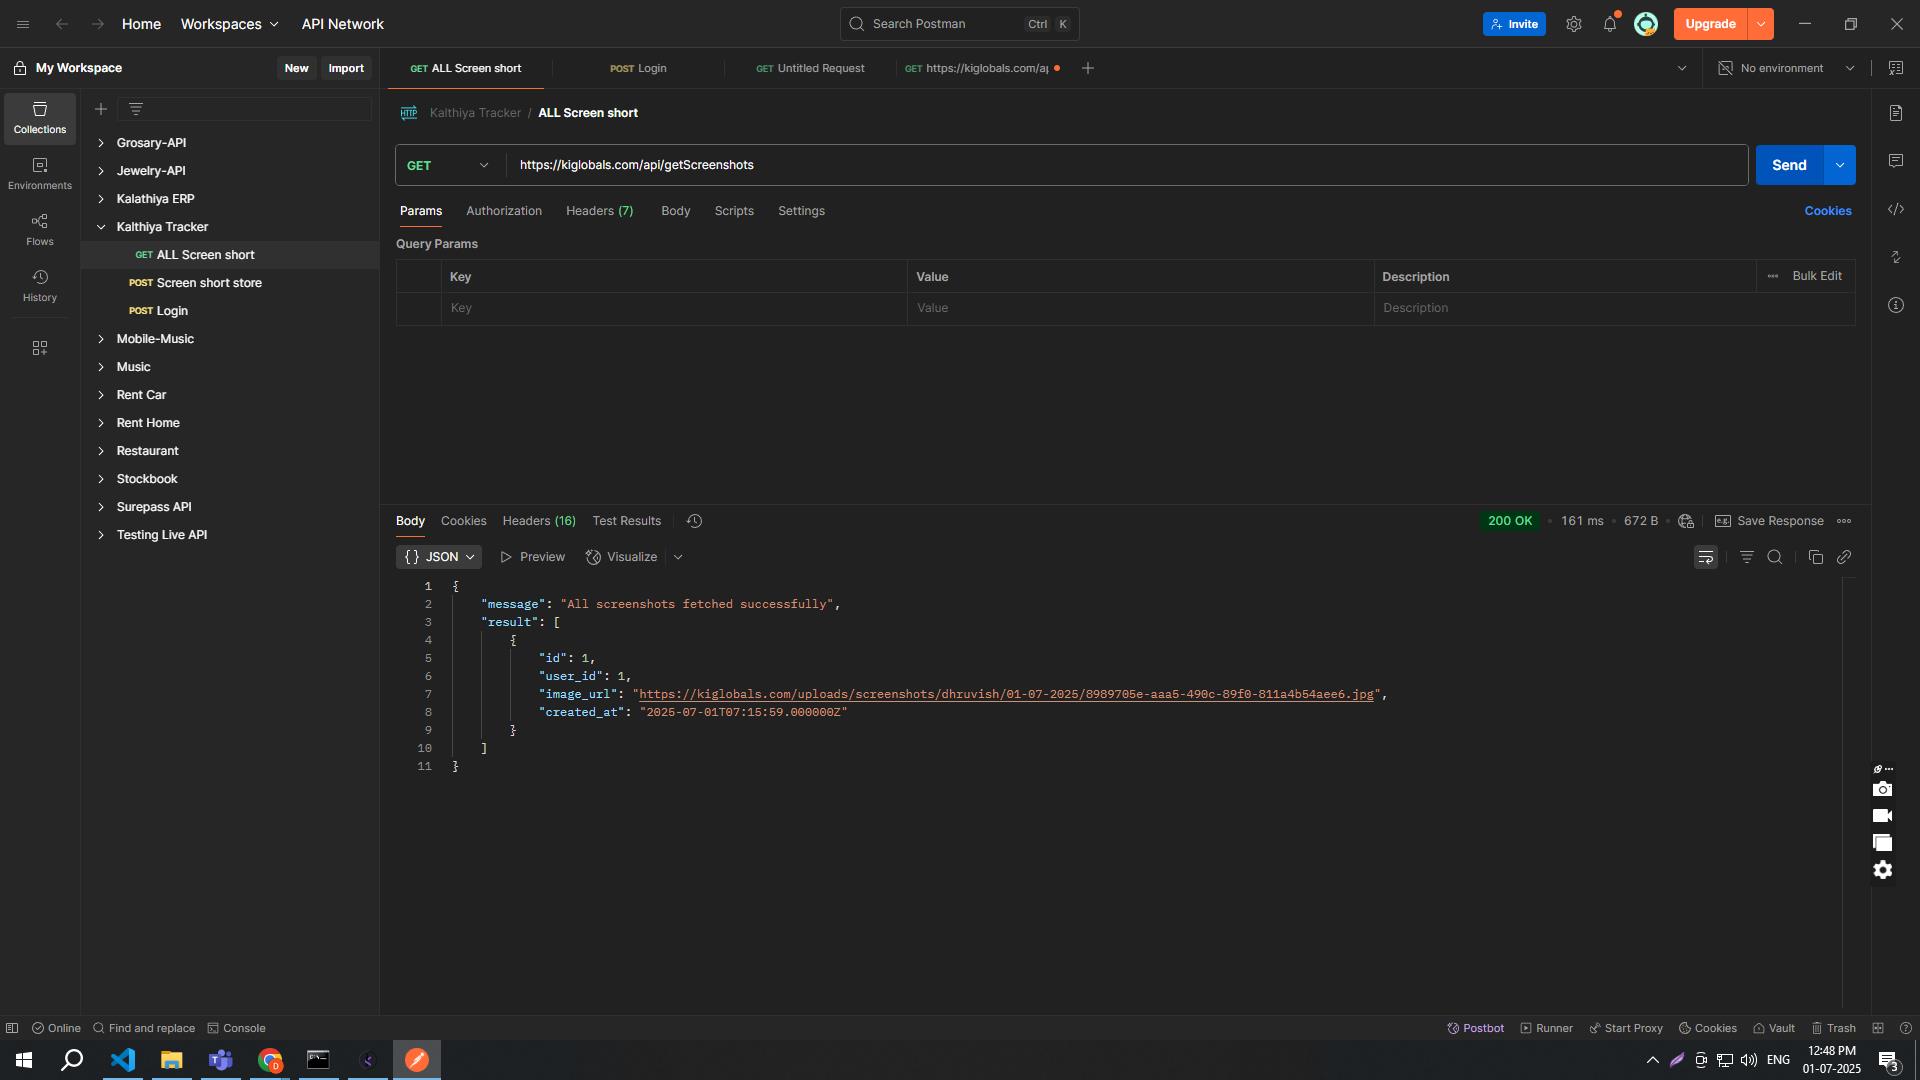 Home
Workspaces
API Network
Search Postman
Ctrl
K
Invite
Upgrade
My Workspace
New
Import
GET ALL Screen short
POST Login
GET Untitled Request
GET https://kiglobals.com/a
No environment
Collections
Environments
Flows
History
Grosary-API
Jewelry-API
Kalathiya ERP
Kalthiya Tracker
GET ALL Screen short
POST Screen short store
POST Login
Mobile-Music
Music
Rent Car
Rent Home
Restaurant
Stockbook
Surepass API
Testing Live API
HTTP
Kalthiya Tracker / ALL Screen short
GET
https://kiglobals.com/api/getScreenshots
Send
Params
Authorization
Headers (7)
Body
Scripts
Settings
Cookies
Query Params
Key
Value
Description
Bulk Edit
Key
Value
Description
Body
Cookies
Headers (16)
Test Results
200 OK
161 ms
672 B
Save Response
{} JSON
Preview
Visualize
1 {
2 "message": "All screenshots fetched successfully",
3 "result": [
4 {
5 "id": 1,
6 "user_id": 1,
7 "image_url": "https://kiglobals.com/uploads/screenshots/dhruvish/01-07-2025/8989705e-aaa5-490c-89f0-811a4b54aee6.jpg",
8 "created_at": "2025-07-01T07:15:59.000000Z"
9 }
10 ]
11 }
Online
Find and replace
Console
Postbot
Runner
Start Proxy
Cookies
Vault
Trash
ENG
12:48 PM
01-07-2025
3